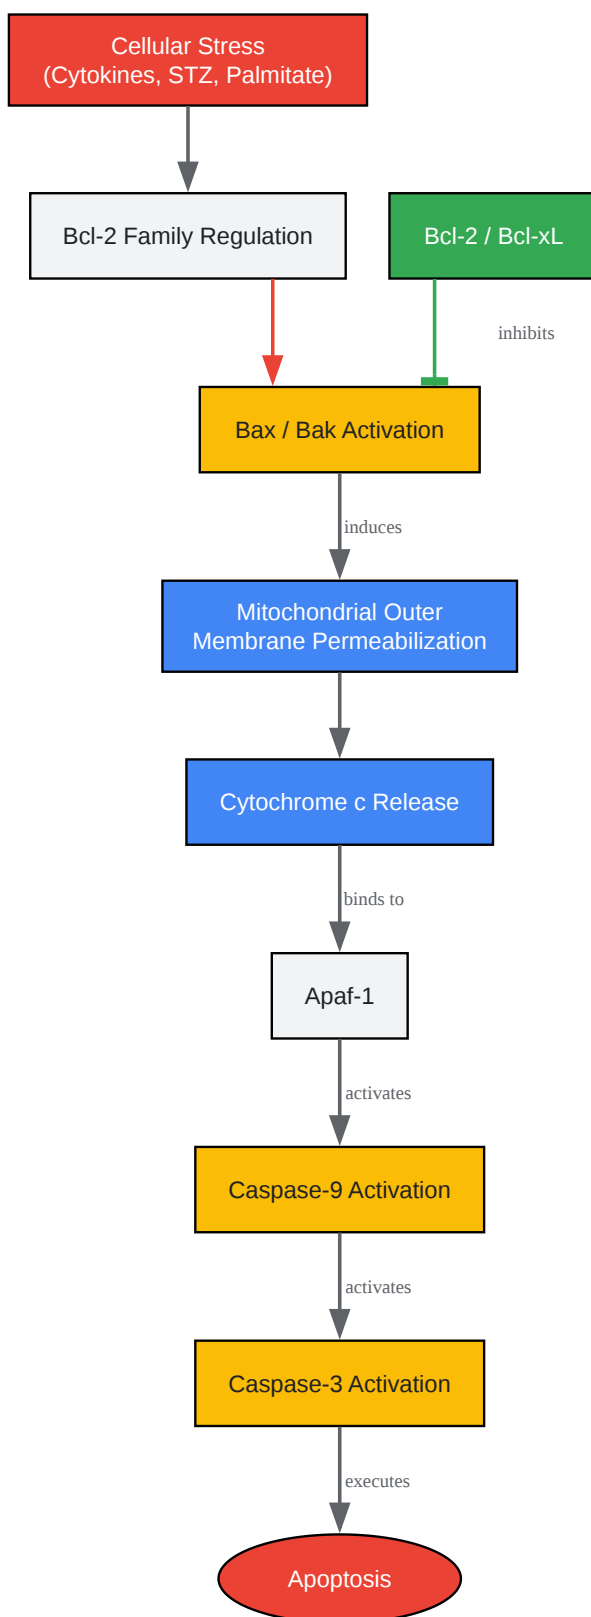 Cellular Stress
(Cytokines, STZ, Palmitate)
Bcl-2 Family Regulation
Bcl-2 / Bcl-xL
inhibits
Bax / Bak Activation
induces
Mitochondrial Outer
Membrane Permeabilization
Cytochrome c Release
binds to
Apaf-1
activates
Caspase-9 Activation
activates
Caspase-3 Activation
executes
Apoptosis